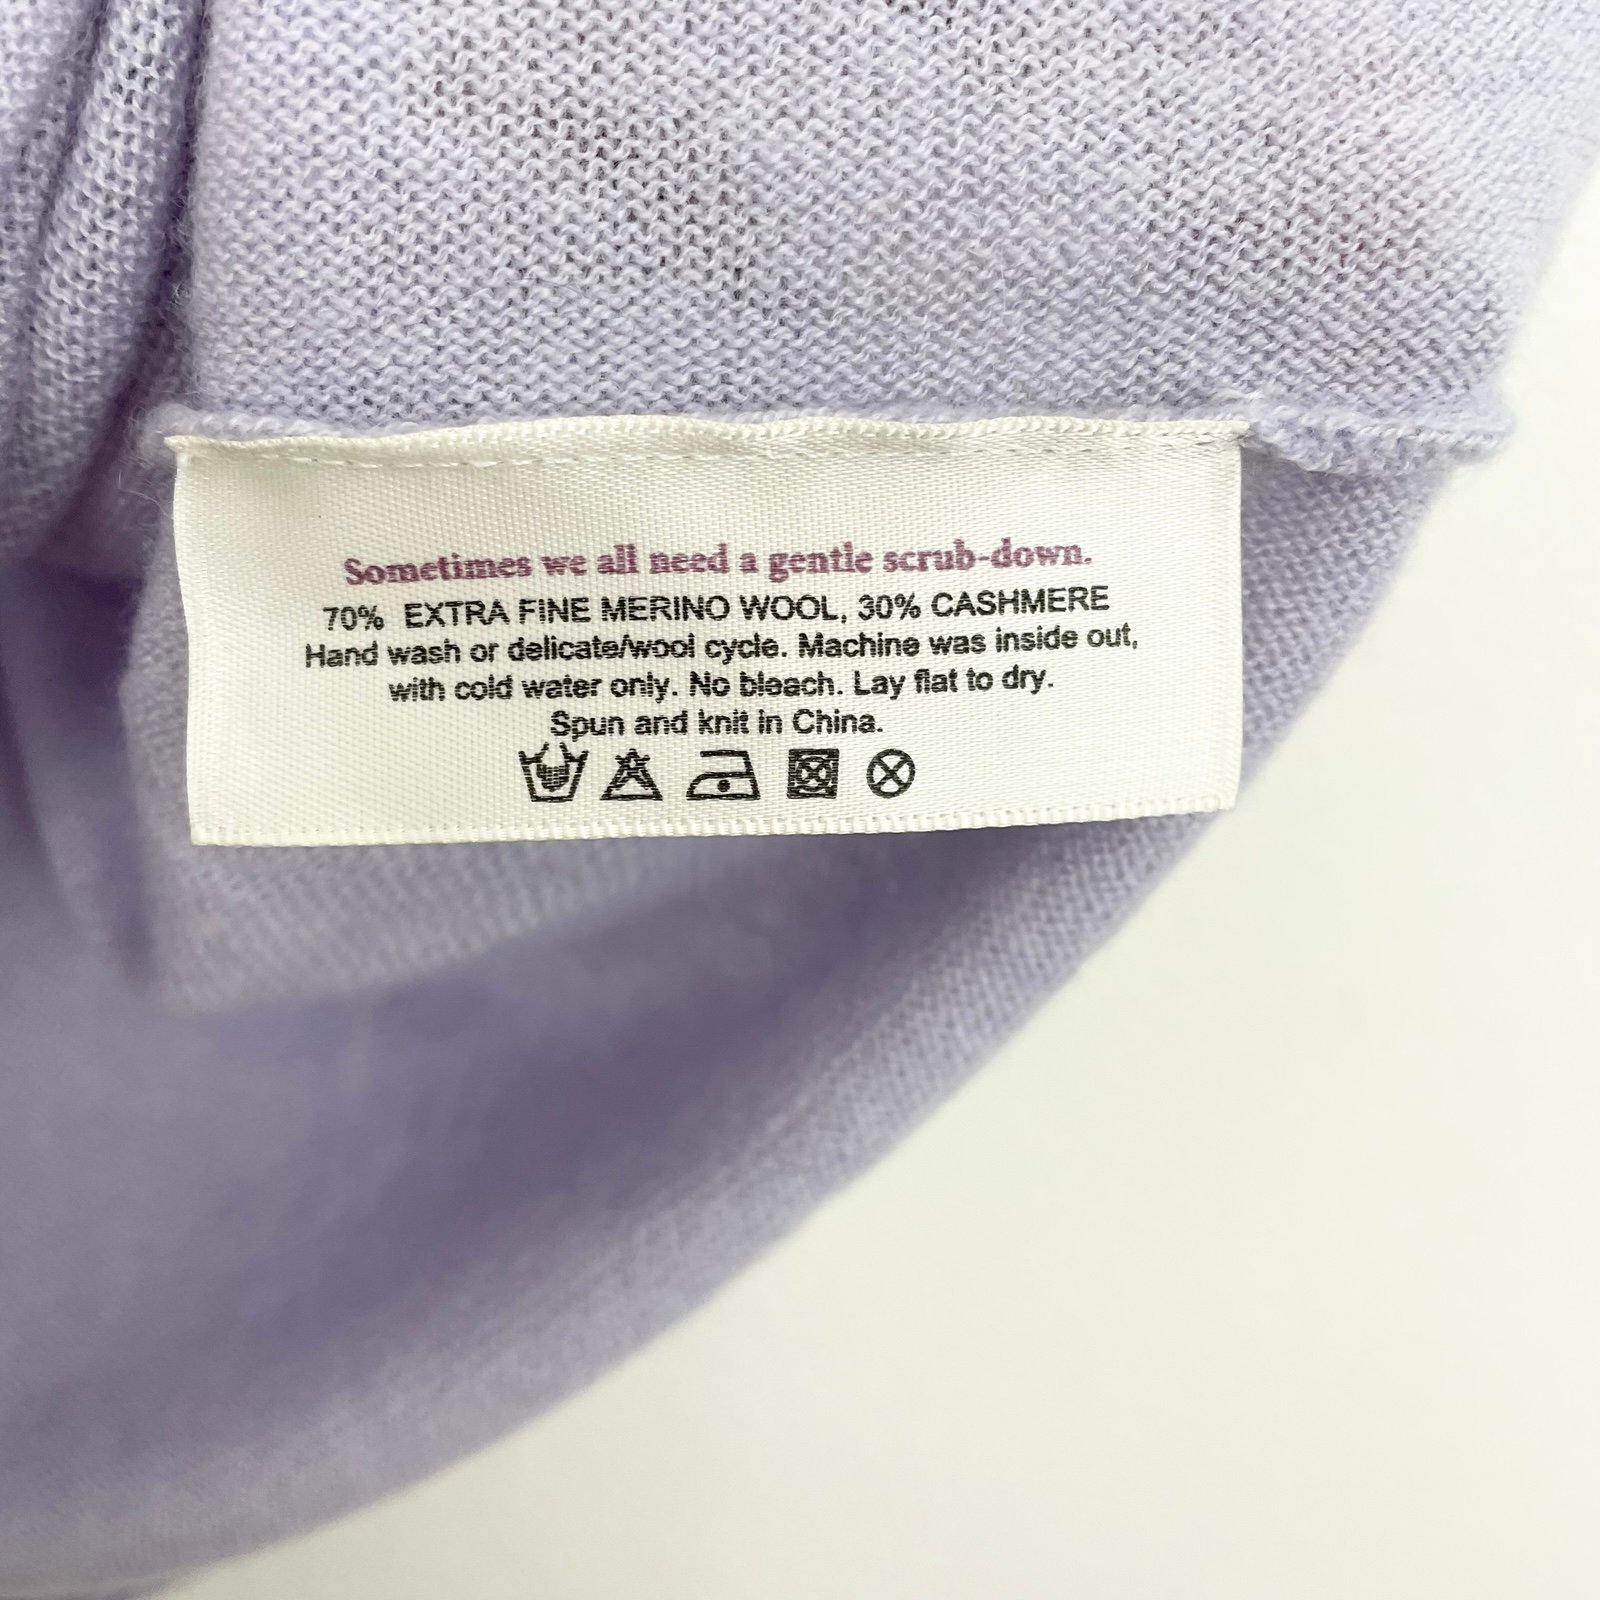 Sometimes we all need a gentle scrub-down.
70% EXTRA FINE MERINO WOOL, 30% CASHMERE
Hand wash or delicate/wool cycle. Machine was inside out,
with cold water only. No bleach. Lay flat to dry.
Spun and knit in China.